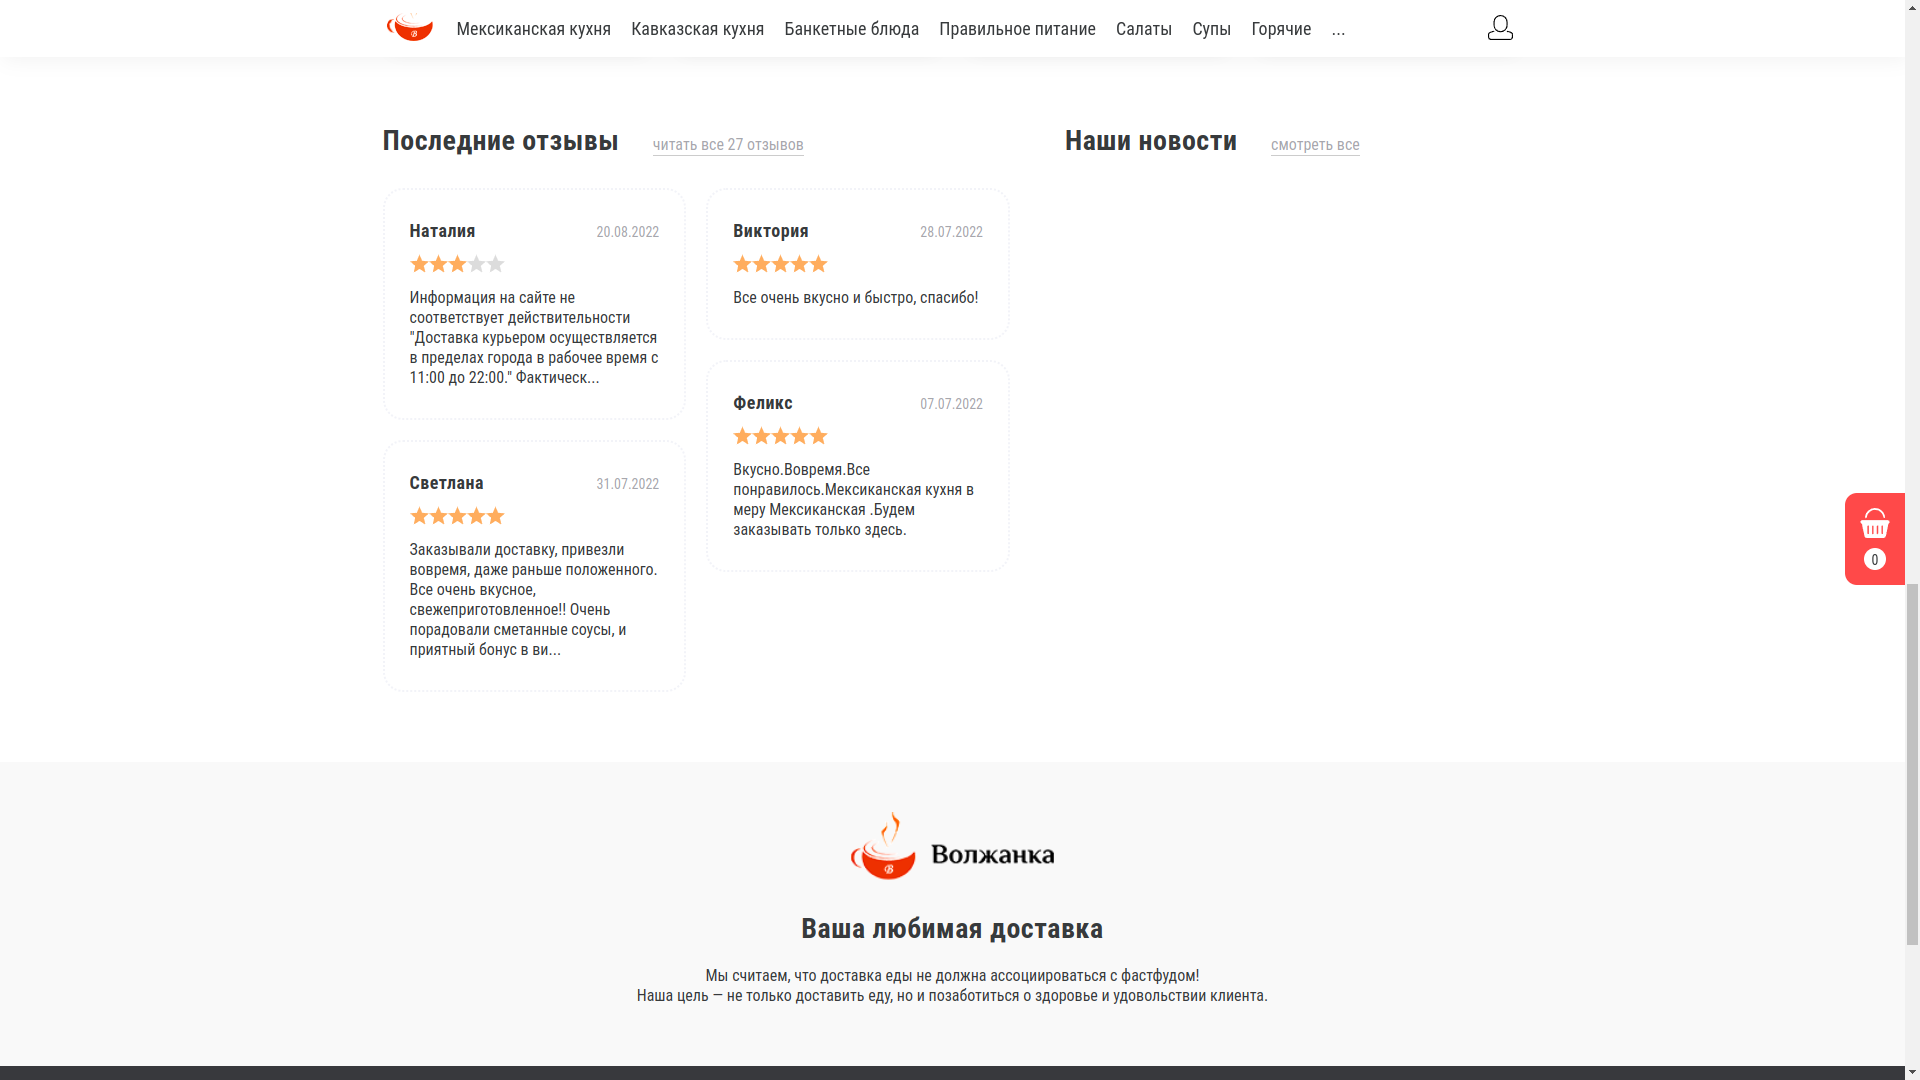 Мексиканская кухня Кавказская кухня Банкетные блюда Правильное питание Салаты Супы Горячие ...
Последние отзывы читать все 27 отзывов
Наталия 20.08.2022
Информация на сайте не
соответствует действительности
"Доставка курьером осуществляется
в пределах города в рабочее время с
11:00 до 22:00." Фактическ...
Светлана 31.07.2022
Заказывали доставку, привезли
вовремя, даже раньше положенного.
Все очень вкусное,
свежеприготовленное!! Очень
порадовали сметанные соусы, и
приятный бонус в ви...
Виктория 28.07.2022
Все очень вкусно и быстро, спасибо!
Феликс 07.07.2022
Вкусно.Вовремя.Все
понравилось.Мексиканская кухня в
меру Мексиканская .Будем
заказывать только здесь.
Наши новости смотреть все
0
В Волжанка
Ваша любимая доставка
Мы считаем, что доставка еды не должна ассоциироваться с фастфудом!
Наша цель — не только доставить еду, но и позаботиться о здоровье и удовольствии клиента.